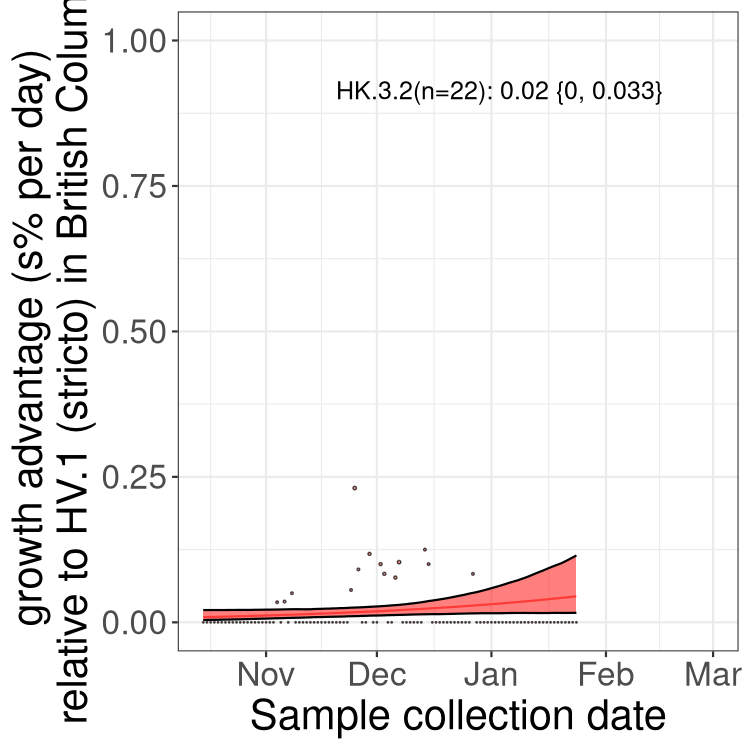 growth advantage (s% per day)
relative to HV.1 (stricto) in British Colum
1.00
0.75
0.50
0.25
0.00
HK.3.2(n=22): 0.02 {0, 0.033}
Nov Dec Jan Feb Mar
Sample collection date